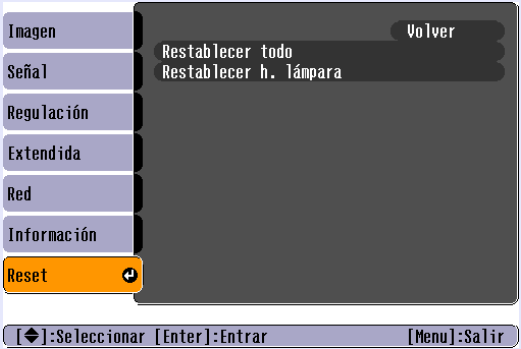 Imagen
Señal
Regulación
Extendida
Red
Información
Reset
Volver
Restablecer todo
Restablecer h. lámpara
[◆]:Seleccionar [Enter]:Entrar [Menu]:Salir